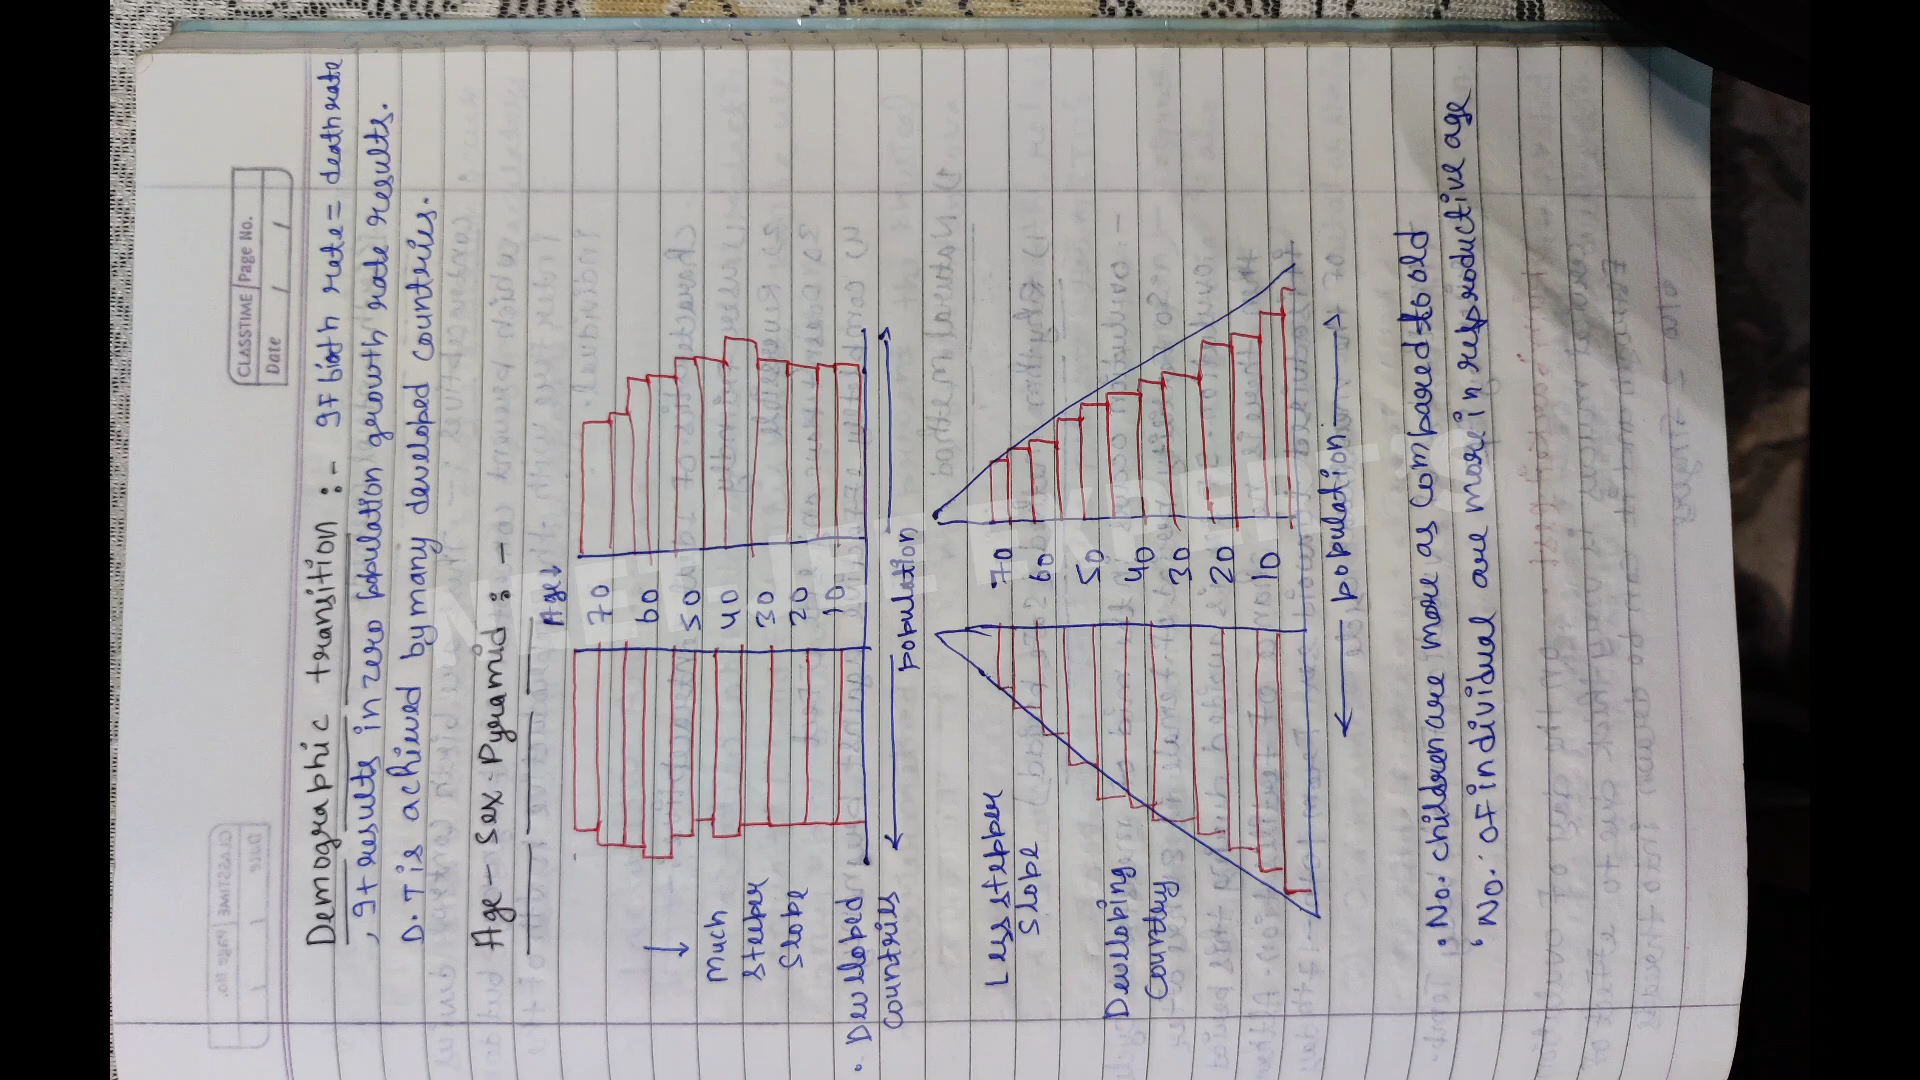 CLASSTIME Page No.
Date / /
Demographic transition :- If birth rate = death rate
, It results in zero population growth rate results.
D.T is achieved by many developed countries.
Age-Sex-Pyramid :-
Age↓
70
60
50
40
30
20
10
↓
Much
steeper
slope
population
. Developed
countries
Less stepper
slope
70
60
50
40
30
20
10
Developing
Country
population
. No. children are more as compared to old
. No. of individual are more in reproductive age